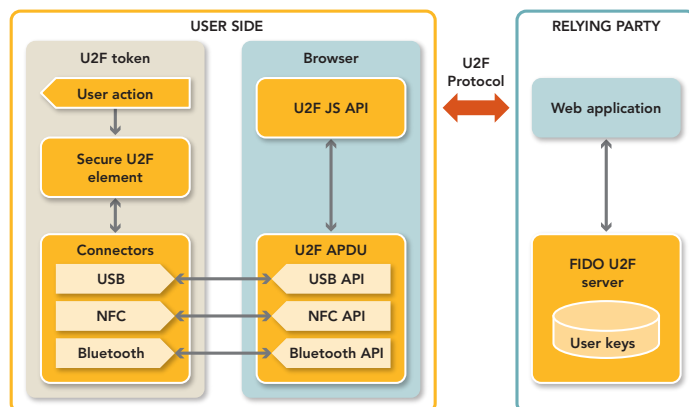 USER SIDE
U2F token
User action
Secure U2F
element
Connectors
USB
NFC
Bluetooth
Browser
U2F JS API
U2F APDU
USB API
NFC API
Bluetooth API
U2F
Protocol
RELYING PARTY
Web application
FIDO U2F
server
User keys